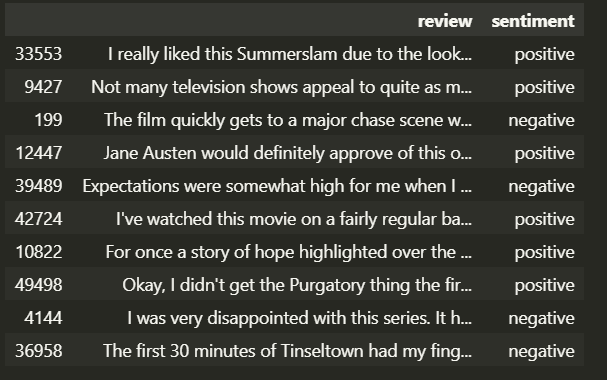 review sentiment
33553 I really liked this Summerslam due to the look... positive
9427 Not many television shows appeal to quite as m... positive
199 The film quickly gets to a major chase scene w... negative
12447 Jane Austen would definitely approve of this o... positive
39489 Expectations were somewhat high for me when I ... negative
42724 I've watched this movie on a fairly regular ba... positive
10822 For once a story of hope highlighted over the ... positive
49498 Okay, I didn't get the Purgatory thing the fir... positive
4144 I was very disappointed with this series. It h... negative
36958 The first 30 minutes of Tinseltown had my fing... negative